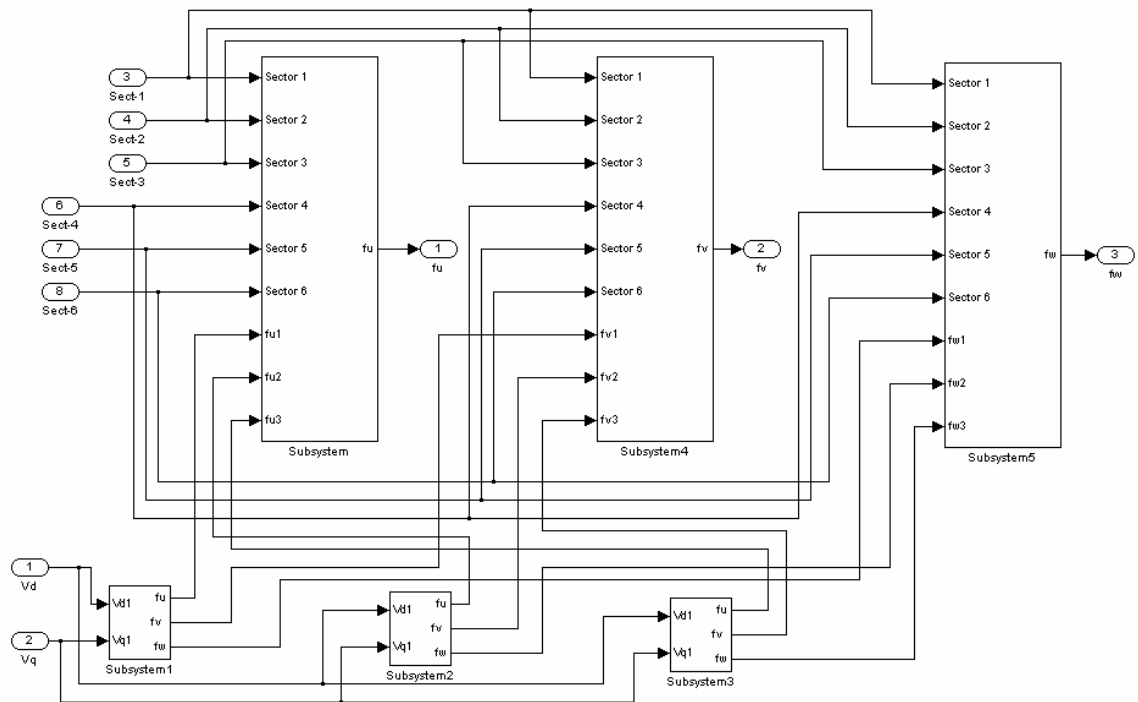 3
Sect-1
4
Sect-2
5
Sect-3
6
Sect-4
7
Sect-5
8
Sect-6
Sector 1
Sector 2
Sector 3
Sector 4
Sector 5
Sector 6
fu1
fu2
fu3
fu
Subsystem
1
fu
Sector 1
Sector 2
Sector 3
Sector 4
Sector 5
Sector 6
fv1
fv2
fv3
fv
Subsystem4
2
fv
Sector 1
Sector 2
Sector 3
Sector 4
Sector 5
Sector 6
fw1
fw2
fw3
fw
Subsystem5
3
fw
1
Vd
2
Vq
Vd1
Vq1
fu
fv
fw
Subsystem1
Vd1
Vq1
fu
fv
fw
Subsystem2
Vd1
Vq1
fu
fv
fw
Subsystem3